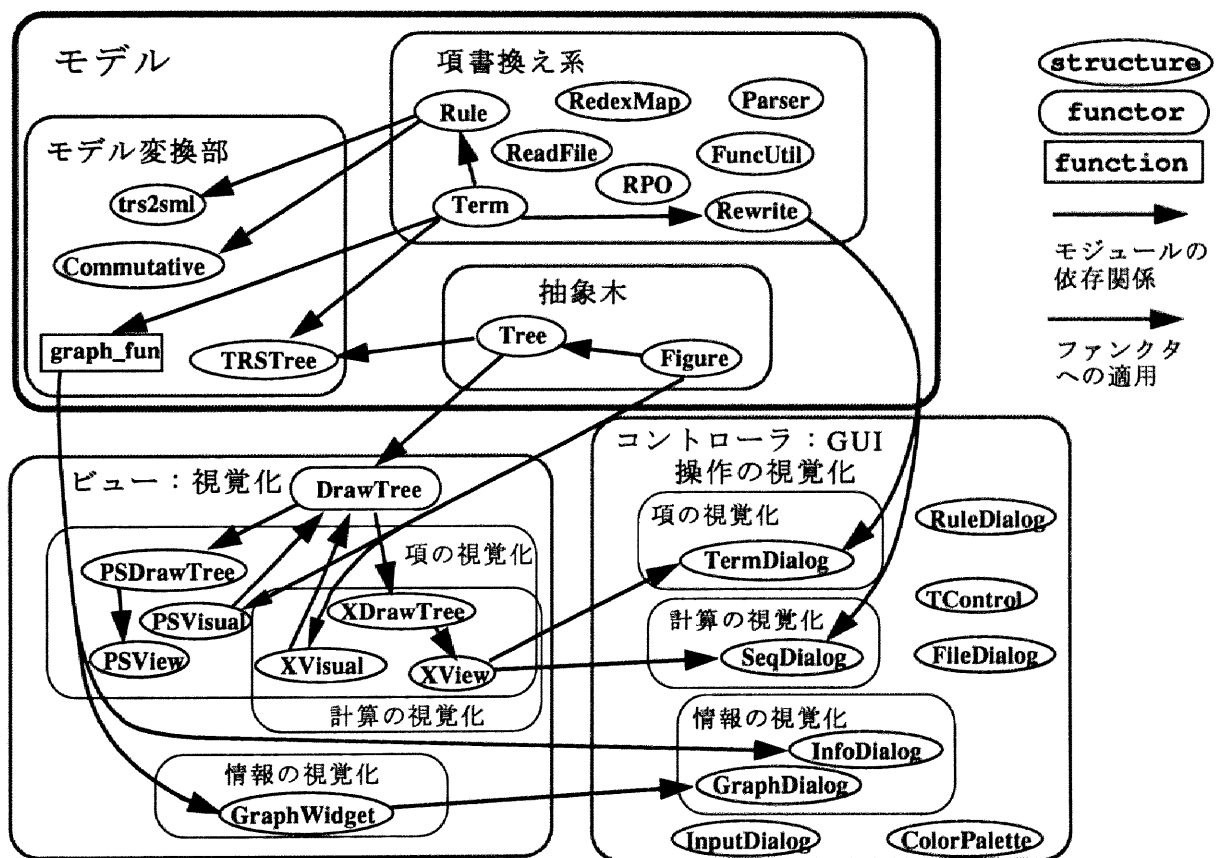 モデル
項書換え系
Rule
RedexMap
Parser
ReadFile
FuncUtil
RPO
Term
Rewrite
モデル変換部
trs2sml
Commutative
graph_fun
TRSTree
抽象木
Tree
Figure
structure
functor
function
モジュールの
依存関係
ファンクタ
への適用
ビュー：視覚化
DrawTree
項の視覚化
PSDrawTree
PSVisual
PSView
XDrawTree
XVisual
XView
計算の視覚化
情報の視覚化
GraphWidget
コントローラ：GUI
操作の視覚化
項の視覚化
TermDialog
計算の視覚化
SeqDialog
情報の視覚化
InfoDialog
GraphDialog
RuleDialog
TControl
FileDialog
InputDialog
ColorPalette